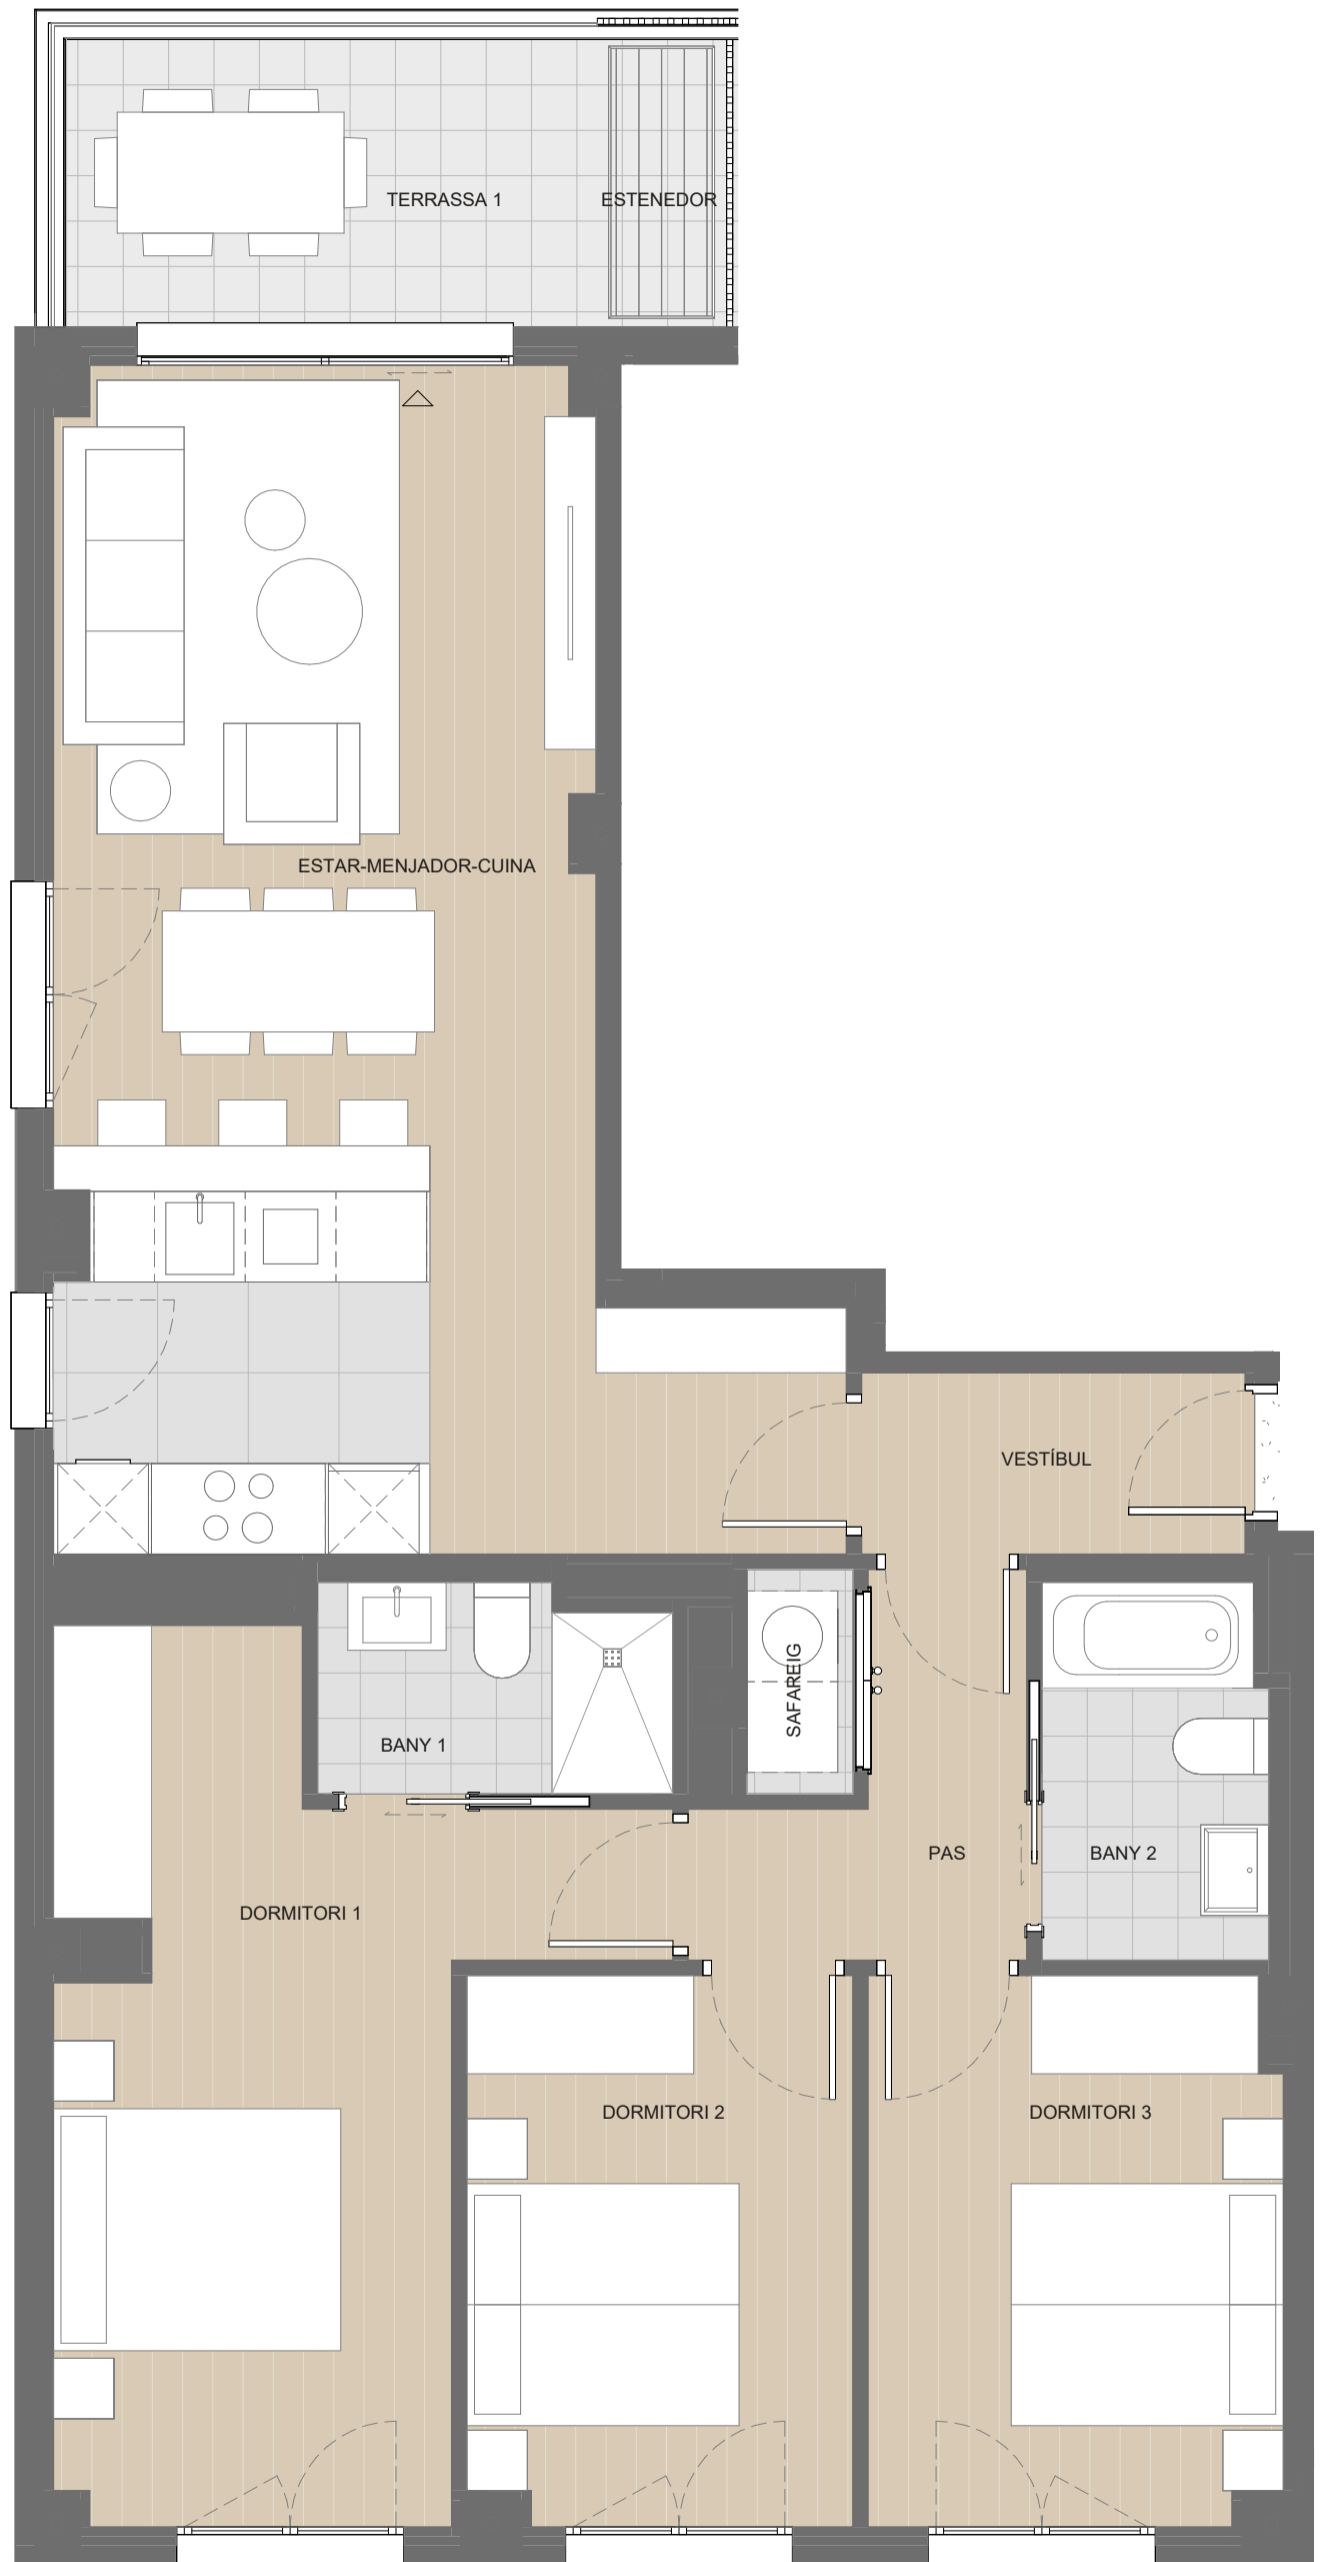 TERRASSA 1
ESTENEDOR
ESTAR-MENJADOR-CUINA
VESTÍBUL
SAFAREIG
BANY 1
PAS
BANY 2
DORMITORI 1
DORMITORI 2
DORMITORI 3